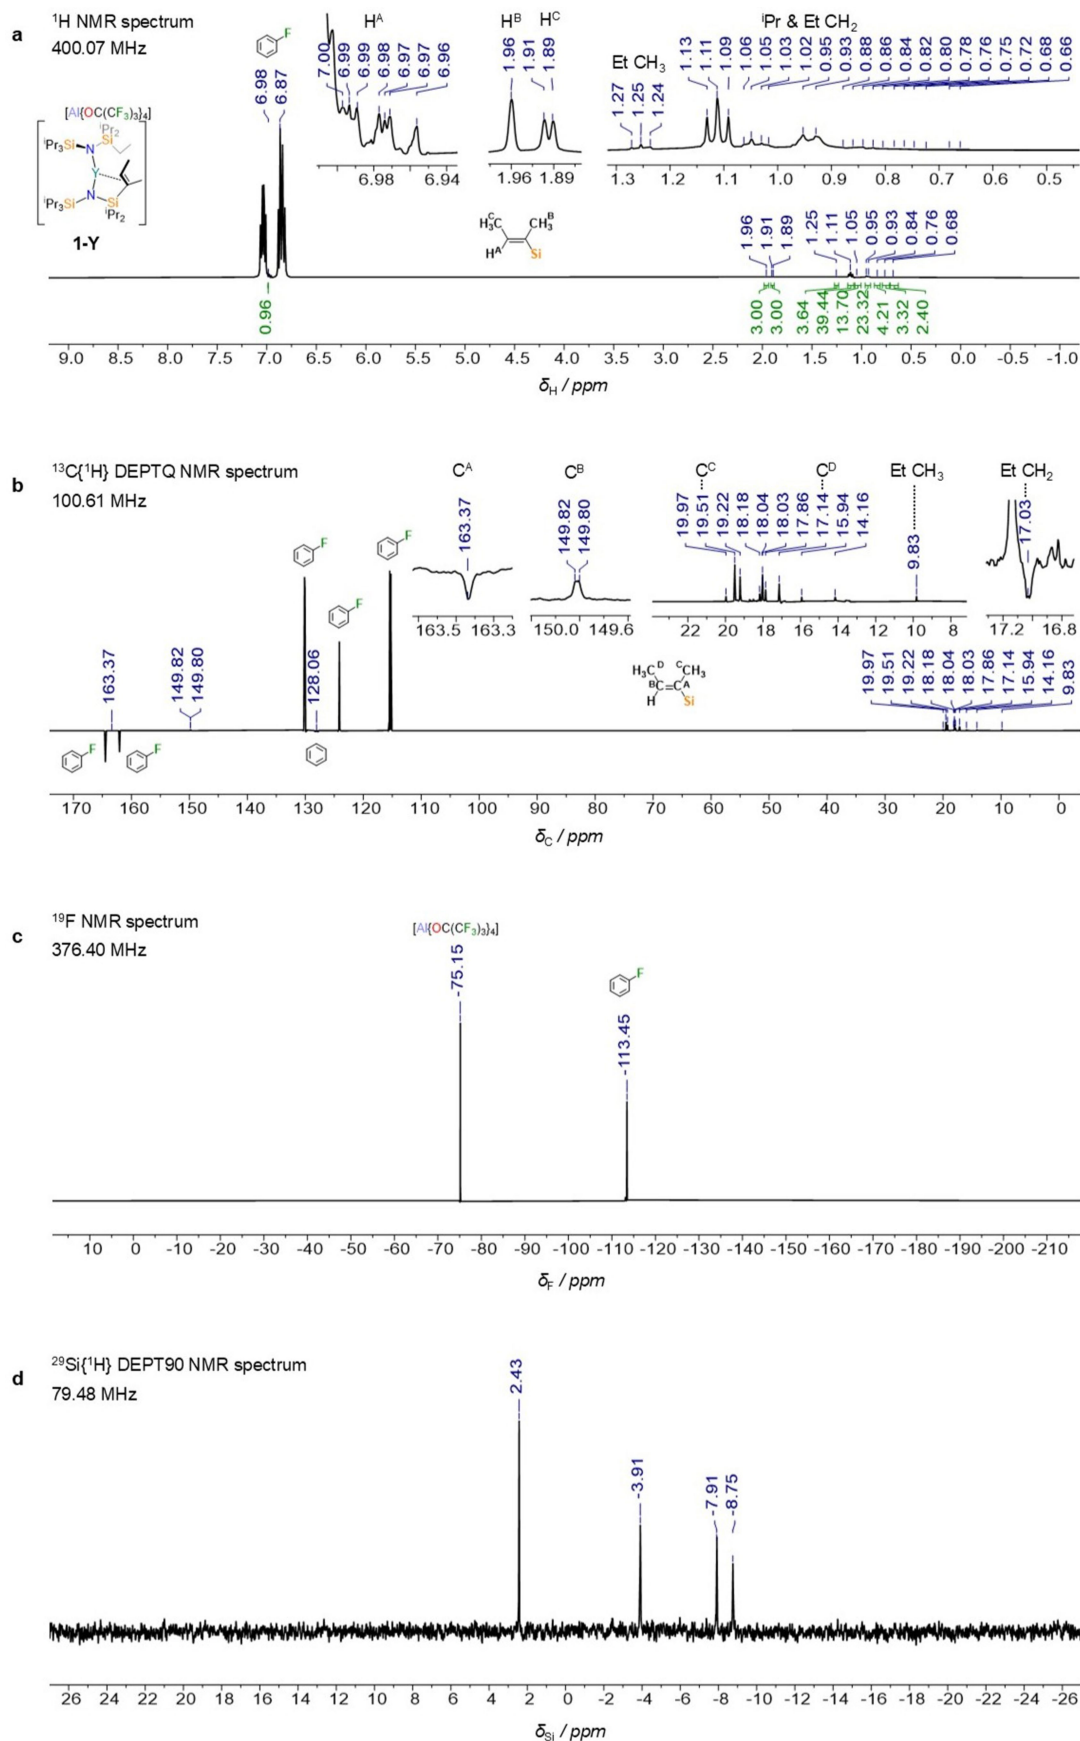 a
¹H NMR spectrum
400.07 MHz
F
6.98
6.87
Hᴬ
7.00
6.99
6.99
6.98
6.97
6.97
6.96
6.98 6.94
Hᴮ Hᶜ
1.96
1.91
1.89
1.96 1.89
Et CH₃
ⁱPr & Et CH₂
1.27
1.25
1.24
1.13
1.11
1.09
1.06
1.05
1.03
1.02
0.95
0.93
0.88
0.86
0.84
0.82
0.80
0.78
0.76
0.75
0.72
0.68
0.66
1.3 1.2 1.1 1.0 0.9 0.8 0.7 0.6 0.5
[Al{OC(CF₃)₃}₄]
ⁱPr₂
ⁱPr₃Si Si
N
Y
N
ⁱPr₃Si Si
ⁱPr₂
1-Y
H₃ᶜC CH₃ᴮ
Hᴬ Si
1.96
1.91
1.89
1.25
1.11
1.05
0.95
0.93
0.84
0.76
0.68
0.96
3.00
3.00
3.64
39.44
13.70
23.32
4.21
3.32
2.40
9.0 8.5 8.0 7.5 7.0 6.5 6.0 5.5 5.0 4.5 4.0 3.5 3.0 2.5 2.0 1.5 1.0 0.5 0.0 -0.5 -1.0
δH / ppm
b
¹³C{¹H} DEPTQ NMR spectrum
100.61 MHz
Cᴬ
163.37
163.5 163.3
Cᴮ
149.82
149.80
150.0 149.6
Cᶜ Cᴰ Et CH₃ Et CH₂
19.97
19.51
19.22
18.18
18.04
18.03
17.86
17.14
15.94
14.16
9.83
22 20 18 16 14 12 10 8
17.03
17.2 16.8
F
F
F
163.37
149.82
149.80
128.06
H₃Cᴰ ᶜCH₃
B C=C A
H Si
19.97
19.51
19.22
18.18
18.04
18.03
17.86
17.14
15.94
14.16
9.83
F F
170 160 150 140 130 120 110 100 90 80 70 60 50 40 30 20 10 0
δC / ppm
c
¹⁹F NMR spectrum
376.40 MHz
[Al{OC(CF₃)₃}₄]
-75.15
F
-113.45
10 0 -10 -20 -30 -40 -50 -60 -70 -80 -90 -100 -110 -120 -130 -140 -150 -160 -170 -180 -190 -200 -210
δF / ppm
d
²⁹Si{¹H} DEPT90 NMR spectrum
79.48 MHz
2.43
-3.91
-7.91
-8.75
26 24 22 20 18 16 14 12 10 8 6 4 2 0 -2 -4 -6 -8 -10 -12 -14 -16 -18 -20 -22 -24 -26
δSi / ppm